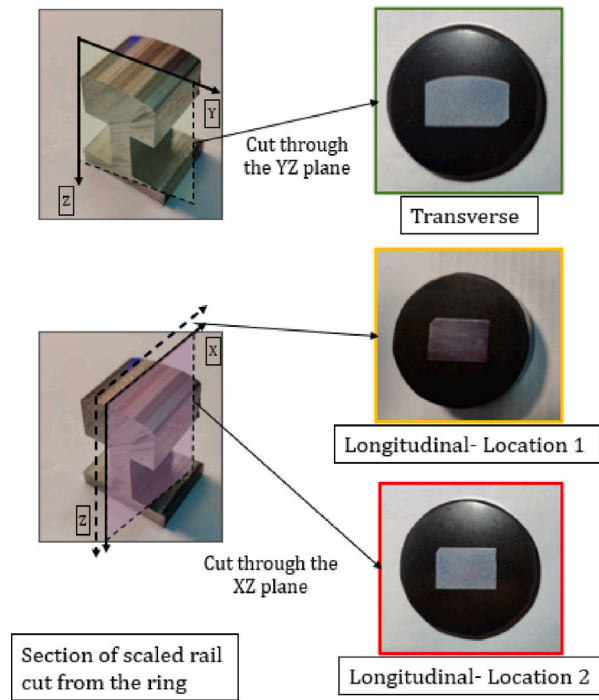 Y
Z
Cut through
the YZ plane
Transverse
X
Z
Longitudinal- Location 1
Cut through the
XZ plane
Section of scaled rail
cut from the ring
Longitudinal- Location 2